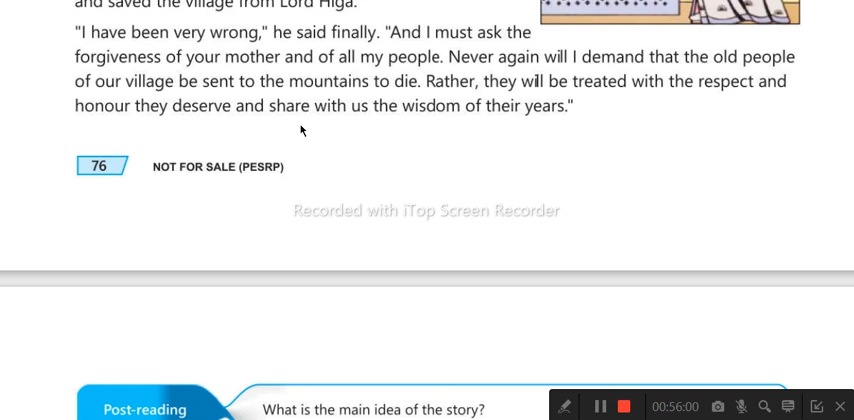 and saved the village from Lord Higa.
"I have been very wrong," he said finally. "And I must ask the
forgiveness of your mother and of all my people. Never again will I demand that the old people
of our village be sent to the mountains to die. Rather, they will be treated with the respect and
honour they deserve and share with us the wisdom of their years."
76 NOT FOR SALE (PESRP)
Recorded with iTop Screen Recorder
Post-reading What is the main idea of the story?
00:56:00